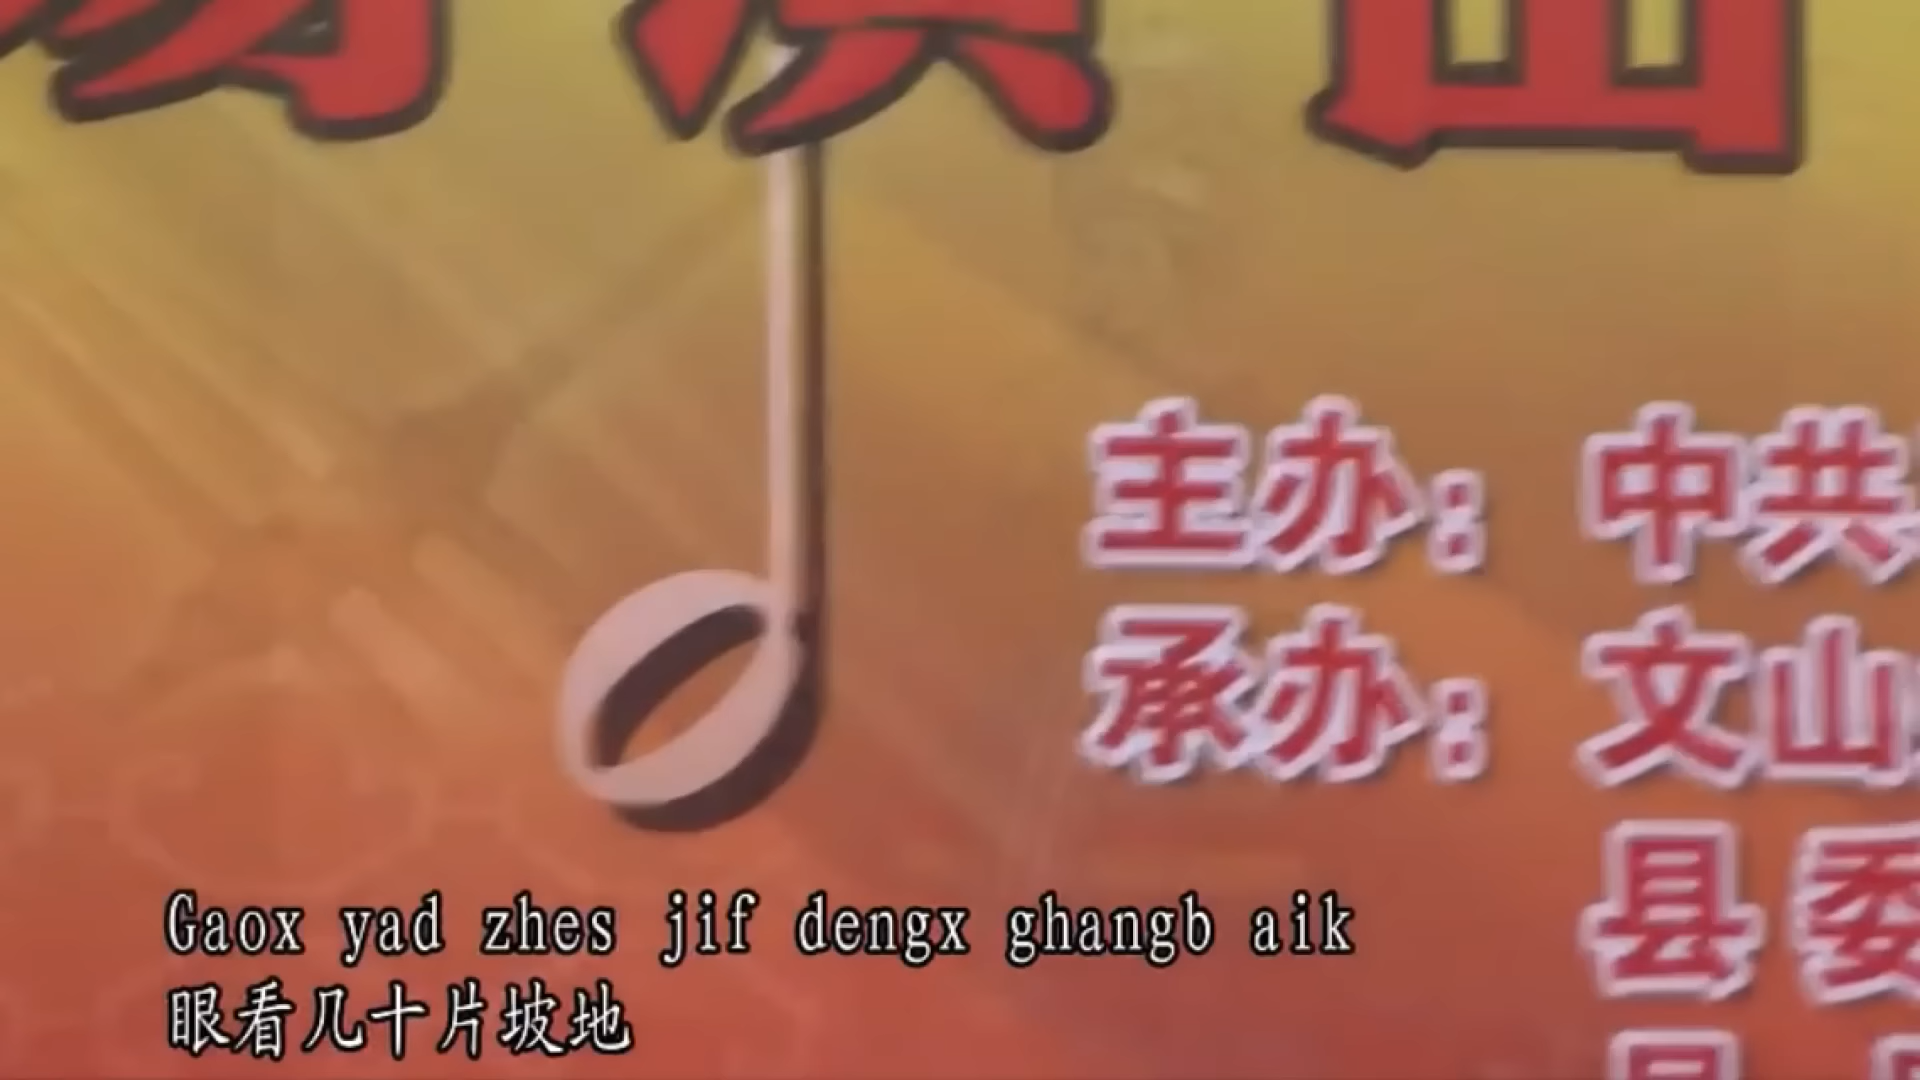 主办：中共
承办：文山
县委
Gaox yad zhes jif dengx ghangb aik
眼看几十片坡地